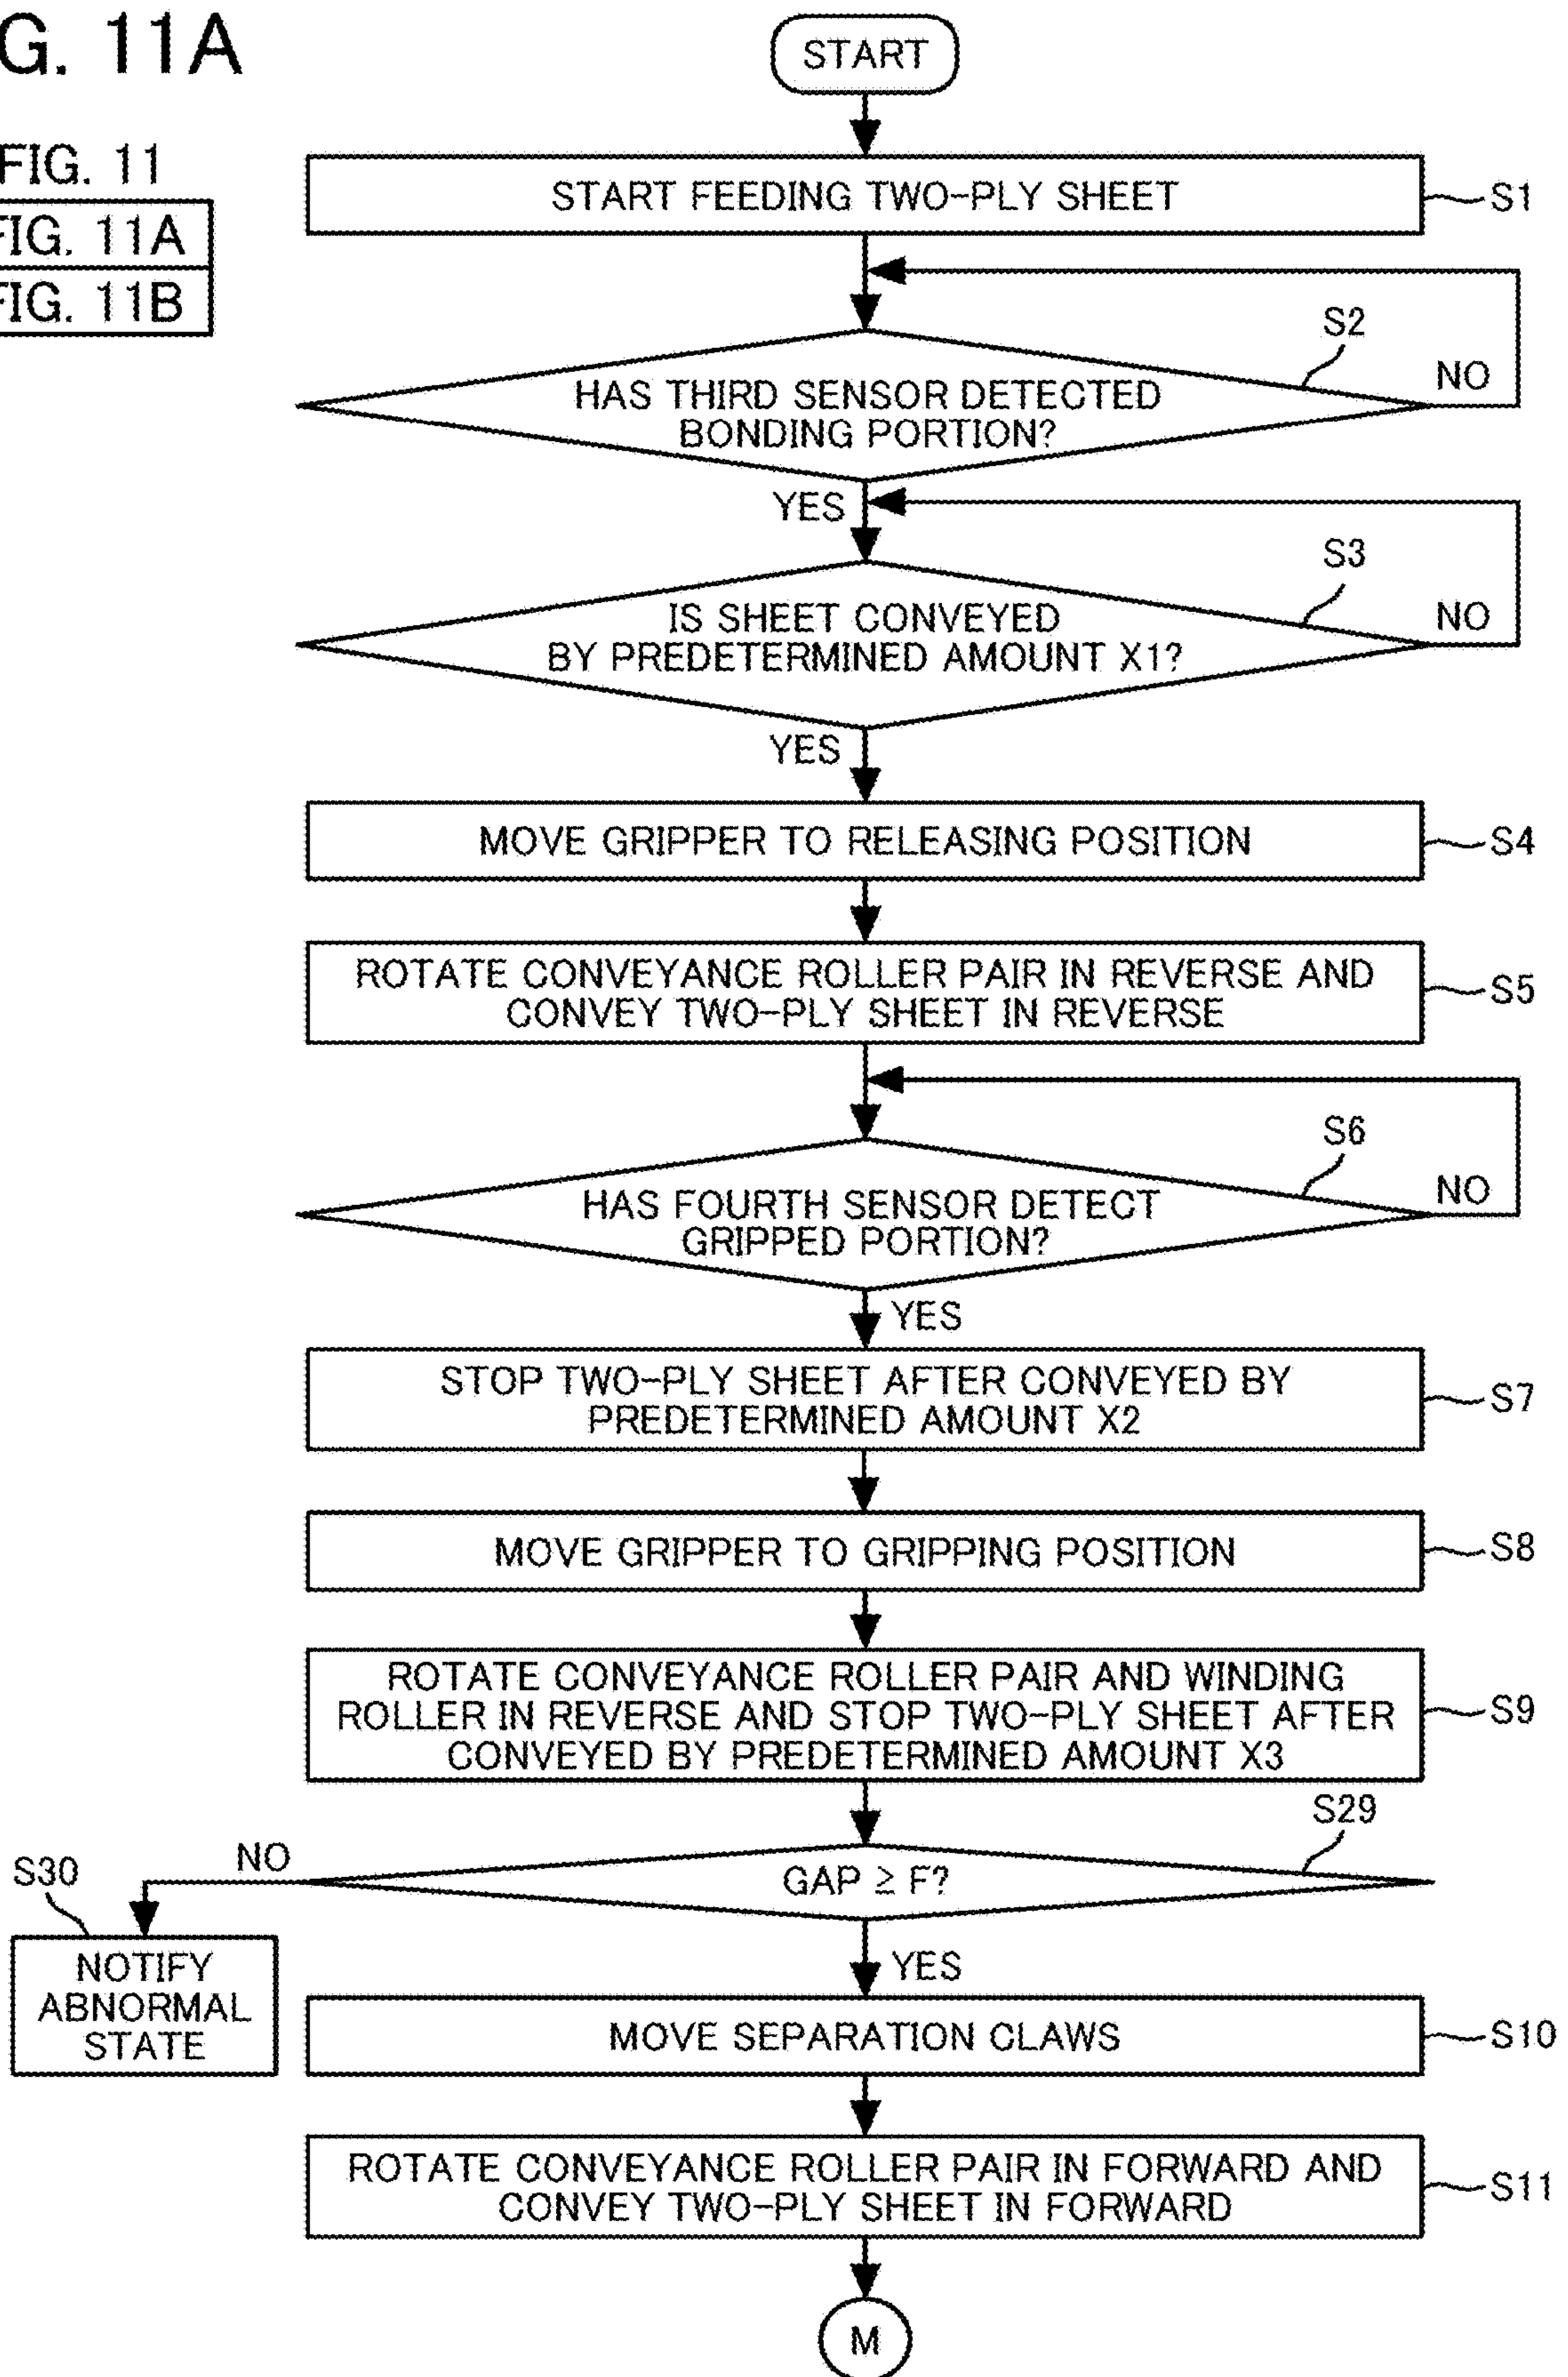 G. 11A
FIG. 11
FIG. 11A
FIG. 11B
START
START FEEDING TWO-PLY SHEET
S1
S2
HAS THIRD SENSOR DETECTED
BONDING PORTION?
NO
YES
S3
IS SHEET CONVEYED
BY PREDETERMINED AMOUNT X1?
NO
YES
MOVE GRIPPER TO RELEASING POSITION
S4
ROTATE CONVEYANCE ROLLER PAIR IN REVERSE AND
CONVEY TWO-PLY SHEET IN REVERSE
S5
S6
HAS FOURTH SENSOR DETECT
GRIPPED PORTION?
NO
YES
STOP TWO-PLY SHEET AFTER CONVEYED BY
PREDETERMINED AMOUNT X2
S7
MOVE GRIPPER TO GRIPPING POSITION
S8
ROTATE CONVEYANCE ROLLER PAIR AND WINDING
ROLLER IN REVERSE AND STOP TWO-PLY SHEET AFTER
CONVEYED BY PREDETERMINED AMOUNT X3
S9
S29
GAP ≥ F?
NO
S30
NOTIFY
ABNORMAL
STATE
YES
MOVE SEPARATION CLAWS
S10
ROTATE CONVEYANCE ROLLER PAIR IN FORWARD AND
CONVEY TWO-PLY SHEET IN FORWARD
S11
M